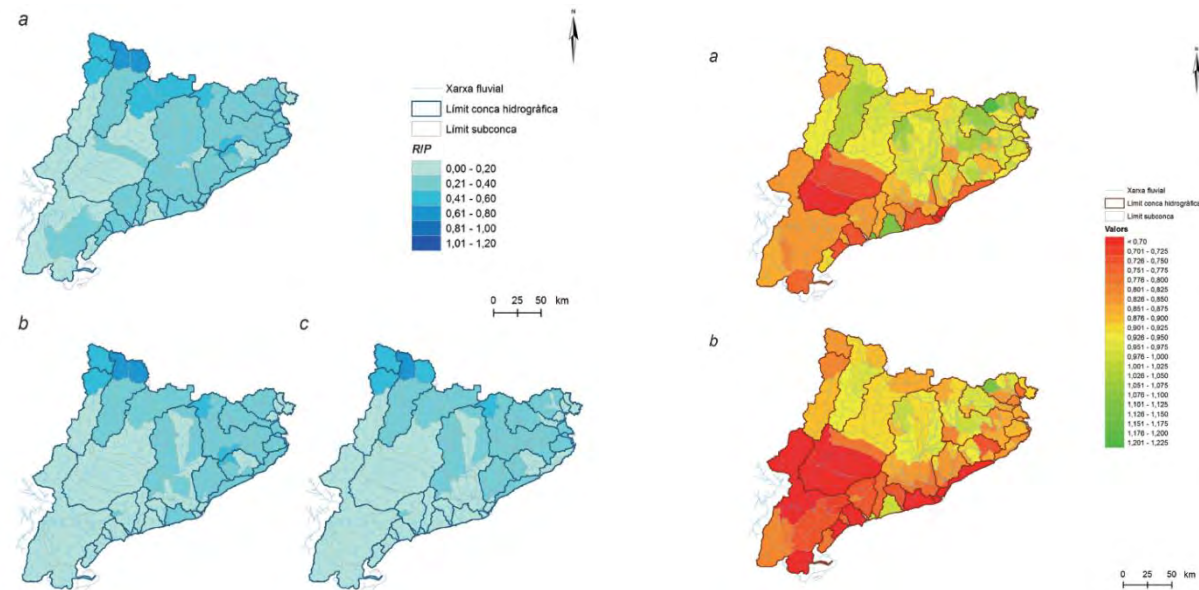 a
N
Xarxa fluvial
Límit conca hidrogràfica
Límit subconca
R/P
0,00 - 0,20
0,21 - 0,40
0,41 - 0,60
0,61 - 0,80
0,81 - 1,00
1,01 - 1,20
0 25 50 km
b
c
a
N
Xarxa fluvial
Límit conca hidrogràfica
Límit subconca
Valors
< 0,70
0,701 - 0,725
0,726 - 0,750
0,751 - 0,775
0,776 - 0,800
0,801 - 0,825
0,826 - 0,850
0,851 - 0,875
0,876 - 0,900
0,901 - 0,925
0,926 - 0,950
0,951 - 0,975
0,976 - 1,000
1,001 - 1,025
1,026 - 1,050
1,051 - 1,075
1,076 - 1,100
1,101 - 1,125
1,126 - 1,150
1,151 - 1,175
1,176 - 1,200
1,201 - 1,225
b
0 25 50 km